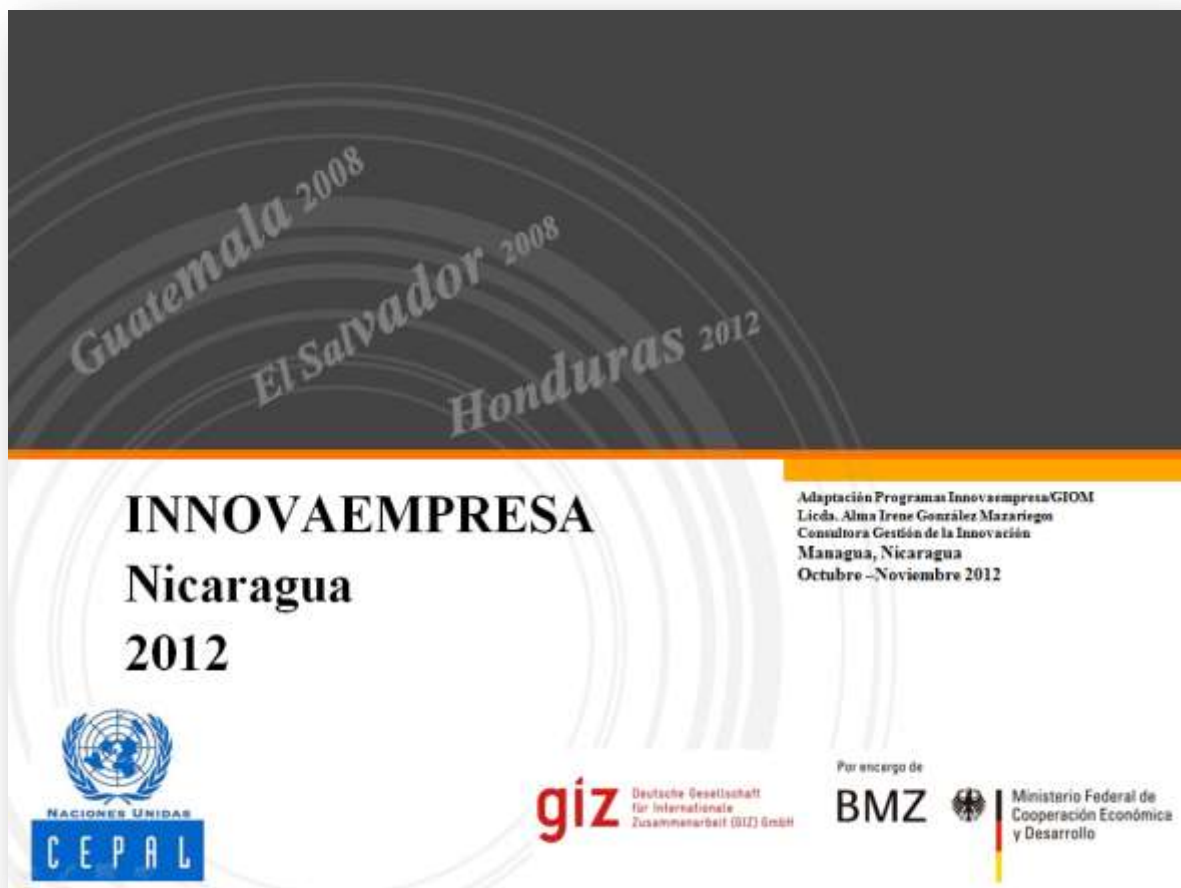 Guatemala 2008
El Salvador 2008
Honduras 2012
INNOVAEMPRESA
Nicaragua
2012
Adaptación Programas Innovaempresa/GIOM
Licda. Alma Irene González Mazariegos
Consultora Gestión de la Innovación
Managua, Nicaragua
Octubre –Noviembre 2012
NACIONES UNIDAS
CEPAL
giz
Deutsche Gesellschaft
für Internationale
Zusammenarbeit (GIZ) GmbH
Por encargo de
BMZ
Ministerio Federal de
Cooperación Económica
y Desarrollo